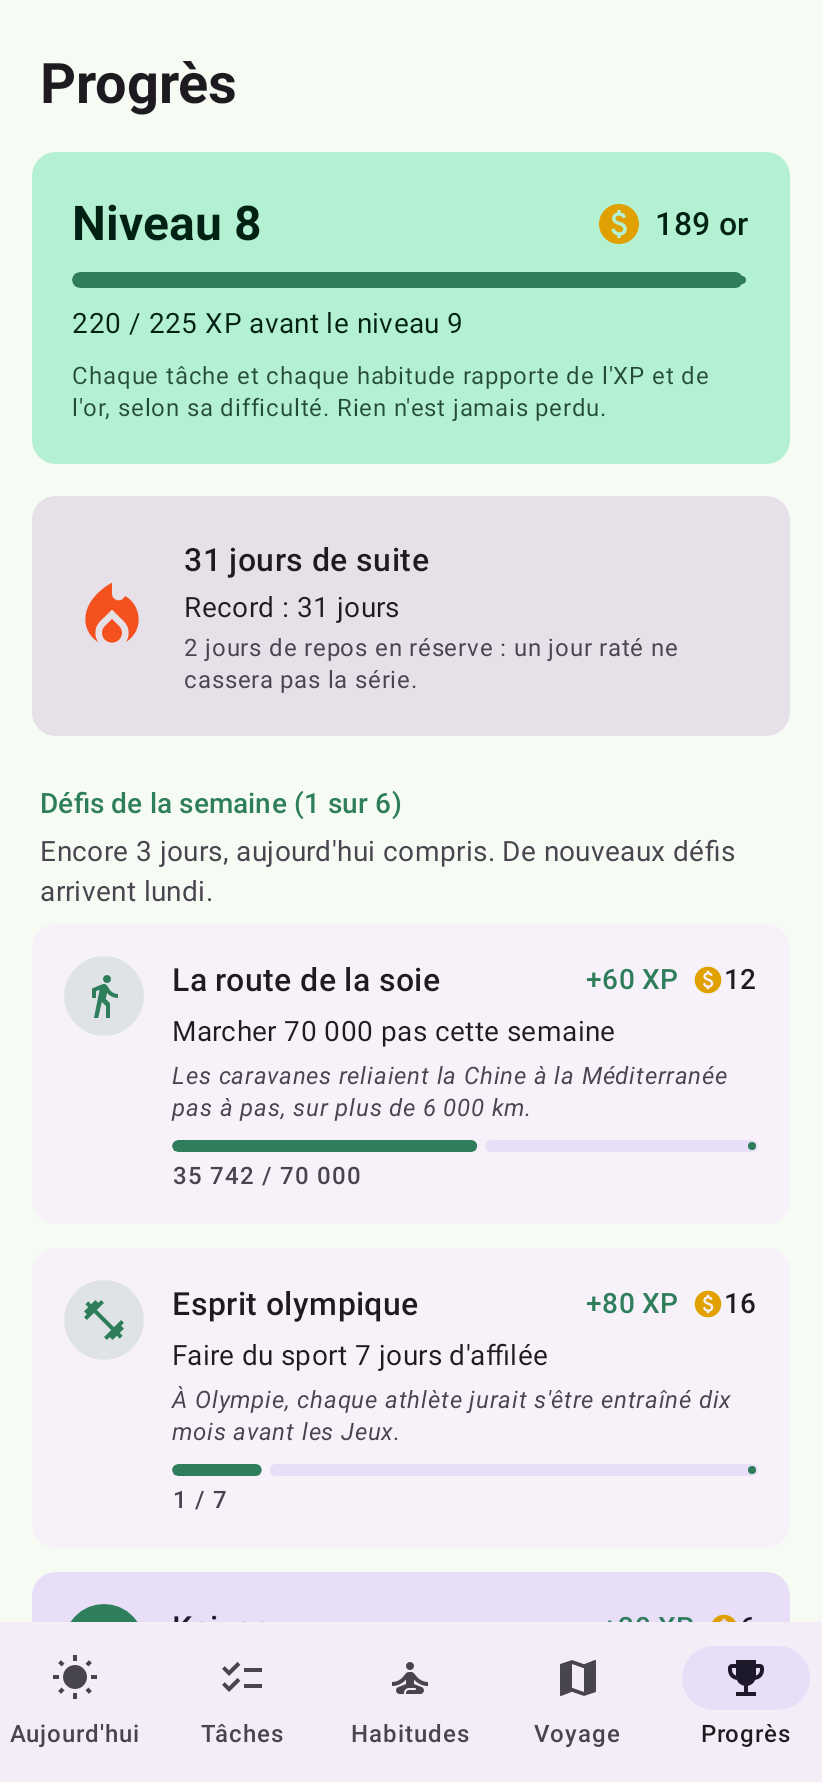 Progrès
Niveau 8
189 or
220 / 225 XP avant le niveau 9
Chaque tâche et chaque habitude rapporte de l'XP et de
l'or, selon sa difficulté. Rien n'est jamais perdu.
31 jours de suite
Record : 31 jours
2 jours de repos en réserve : un jour raté ne
cassera pas la série.
Défis de la semaine (1 sur 6)
Encore 3 jours, aujourd'hui compris. De nouveaux défis
arrivent lundi.
La route de la soie
+60 XP
12
Marcher 70 000 pas cette semaine
Les caravanes reliaient la Chine à la Méditerranée
pas à pas, sur plus de 6 000 km.
35 742 / 70 000
Esprit olympique
+80 XP
16
Faire du sport 7 jours d'affilée
À Olympie, chaque athlète jurait s'être entraîné dix
mois avant les Jeux.
1 / 7
Aujourd'hui
Tâches
Habitudes
Voyage
Progrès